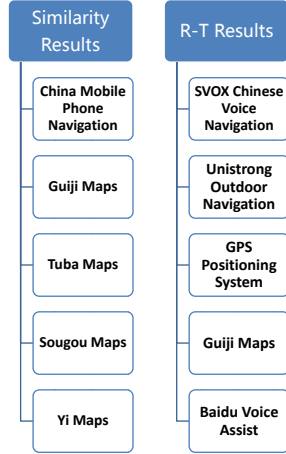 Similarity
Results
China Mobile
Phone
Navigation
Guiji Maps
Tuba Maps
Sougou Maps
Yi Maps
R-T Results
SVOX Chinese
Voice
Navigation
Unistrong
Outdoor
Navigation
GPS
Positioning
System
Guiji Maps
Baidu Voice
Assist